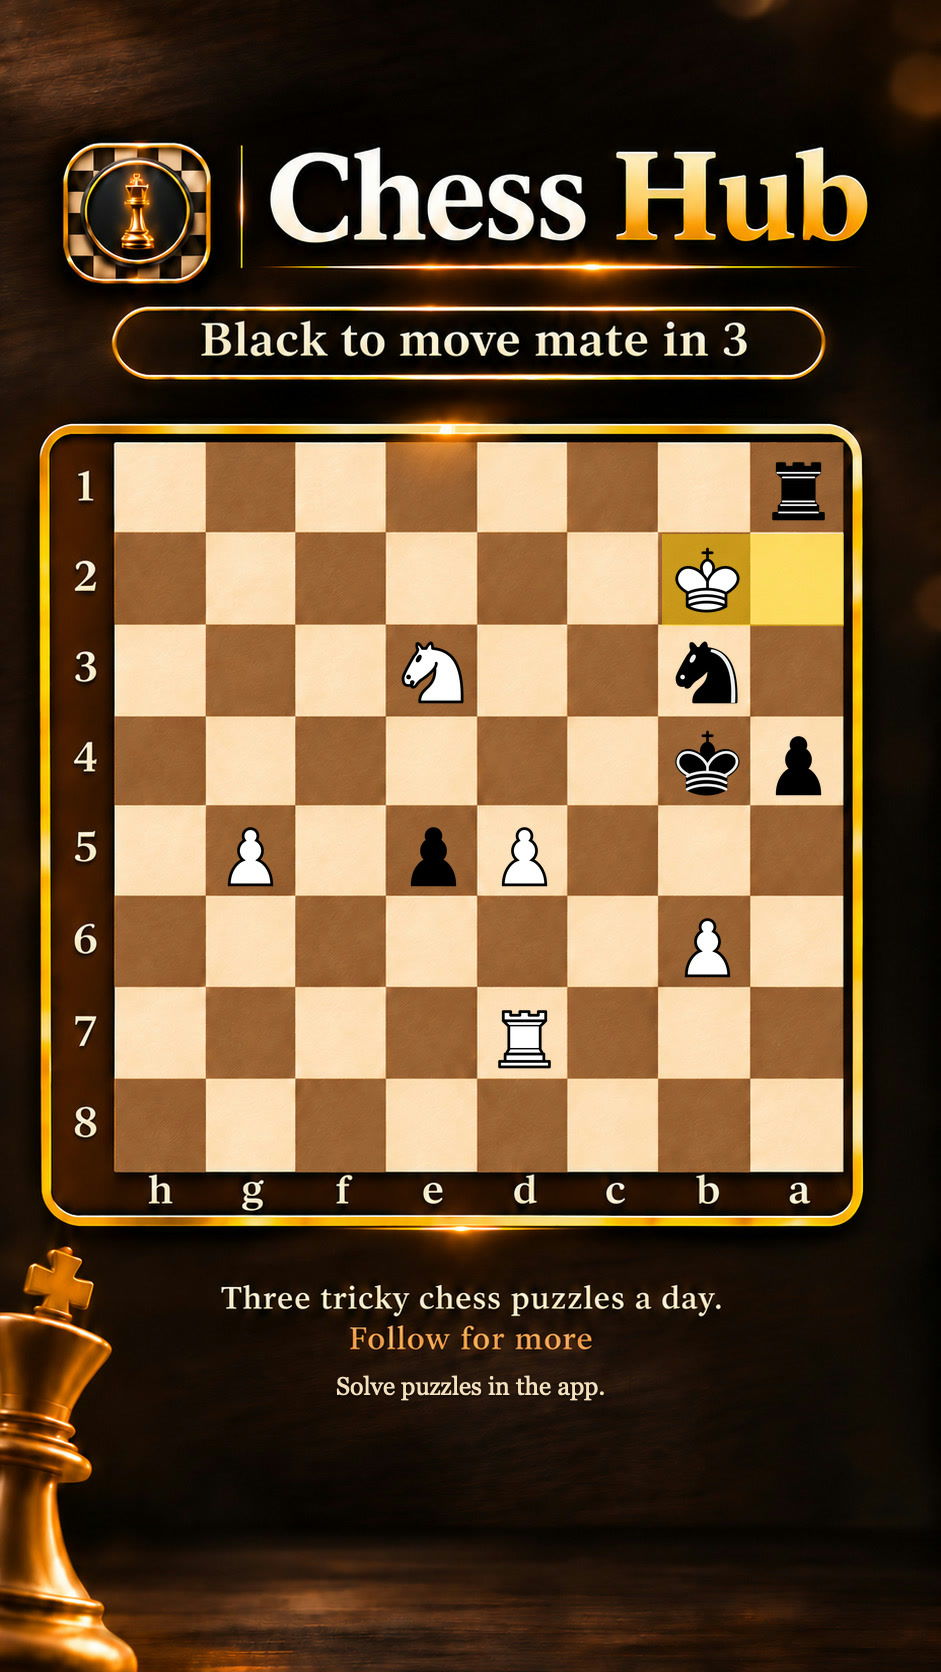 Chess Hub
Black to move mate in 3
1
2
3
4
5
6
7
8
h g f e d c b a
Three tricky chess puzzles a day.
Follow for more
Solve puzzles in the app.